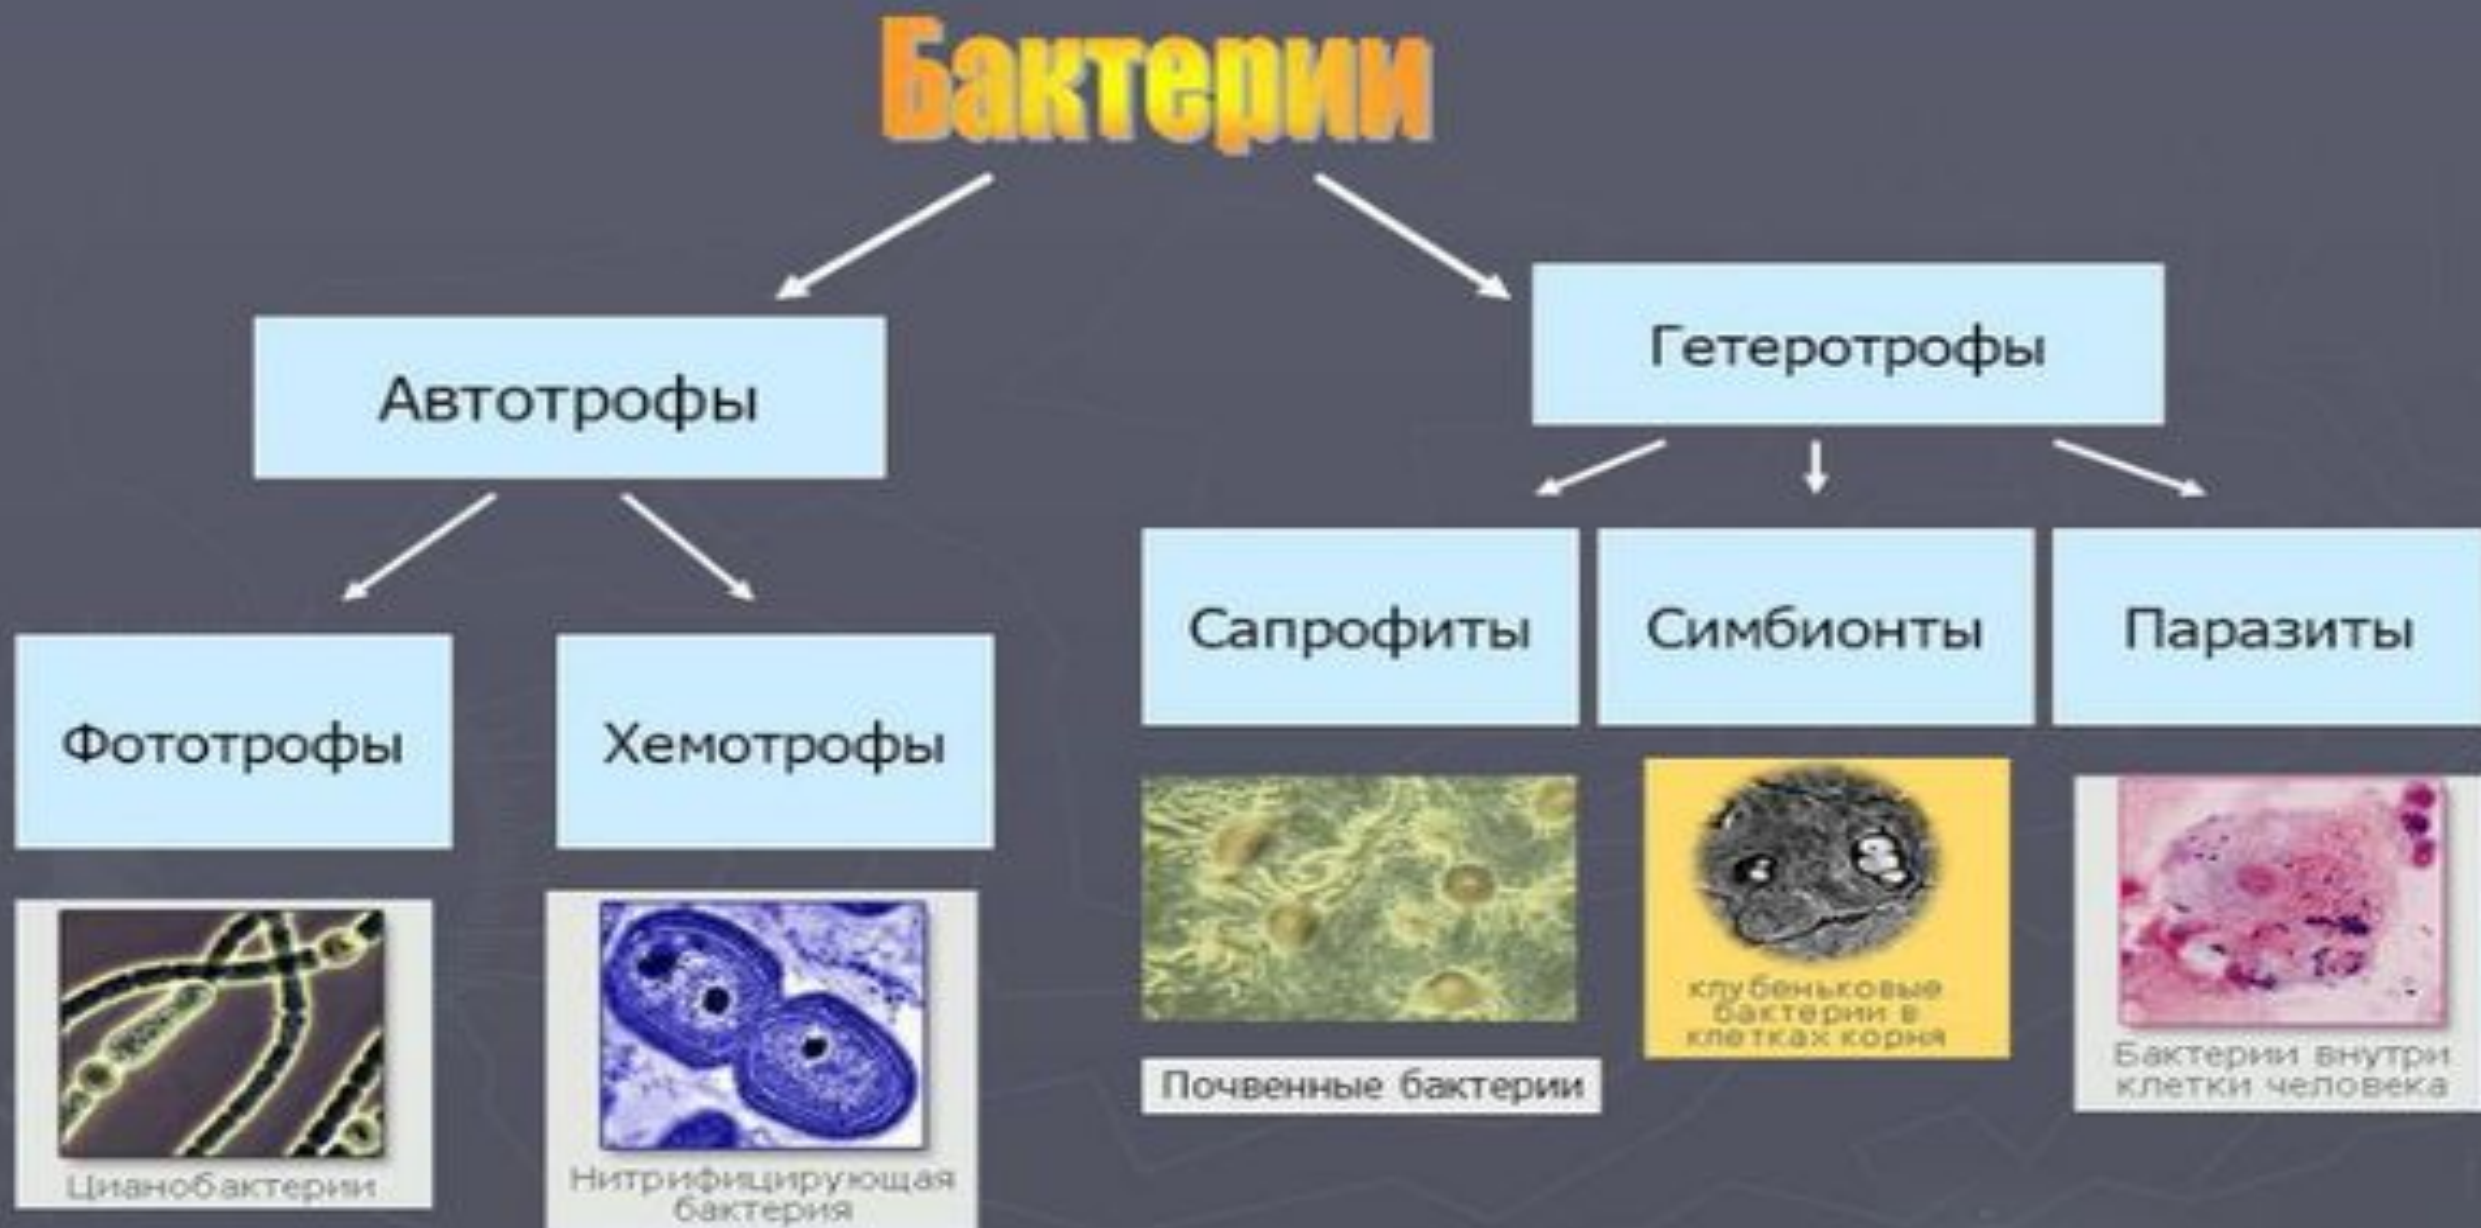 Бактерии
Автотрофы
Гетеротрофы
Фототрофы
Хемотрофы
Сапрофиты
Симбионты
Паразиты
Цианобактерии
Нитрифицирующая
бактерия
Почвенные бактерии
клубеньковые
бактерии в
клетках корня
Бактерии внутри
клетки человека